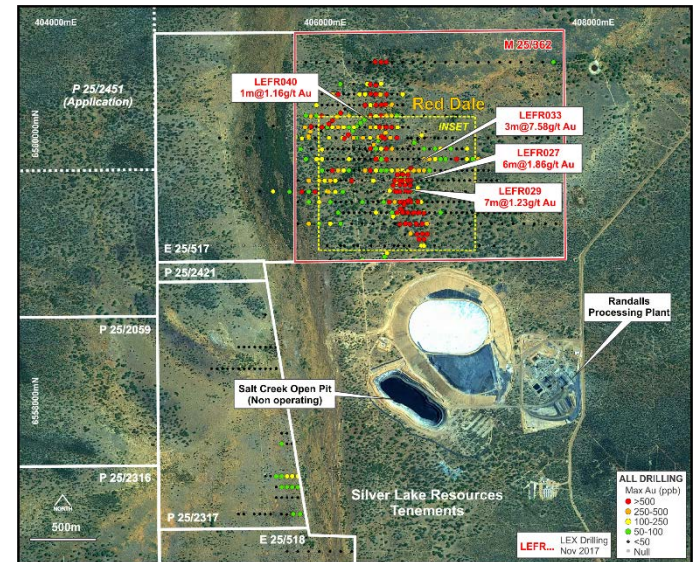 404000mE
406000mE
408000mE
M 25/362
P 25/2451
(Application)
LEFR040
1m@1.16g/t Au
Red Dale
INSET
LEFR033
3m@7.58g/t Au
6560000mN
LEFR027
6m@1.86g/t Au
LEFR029
7m@1.23g/t Au
E 25/517
P 25/2421
P 25/2059
Randalls
Processing Plant
6558000mN
Salt Creek Open Pit
(Non operating)
P 25/2316
NORTH
500m
P 25/2317
Silver Lake Resources
Tenements
E 25/518
ALL DRILLING
Max Au (ppb)
>500
250-500
100-250
50-100
<50
Null
LEFR... LEX Drilling
Nov 2017